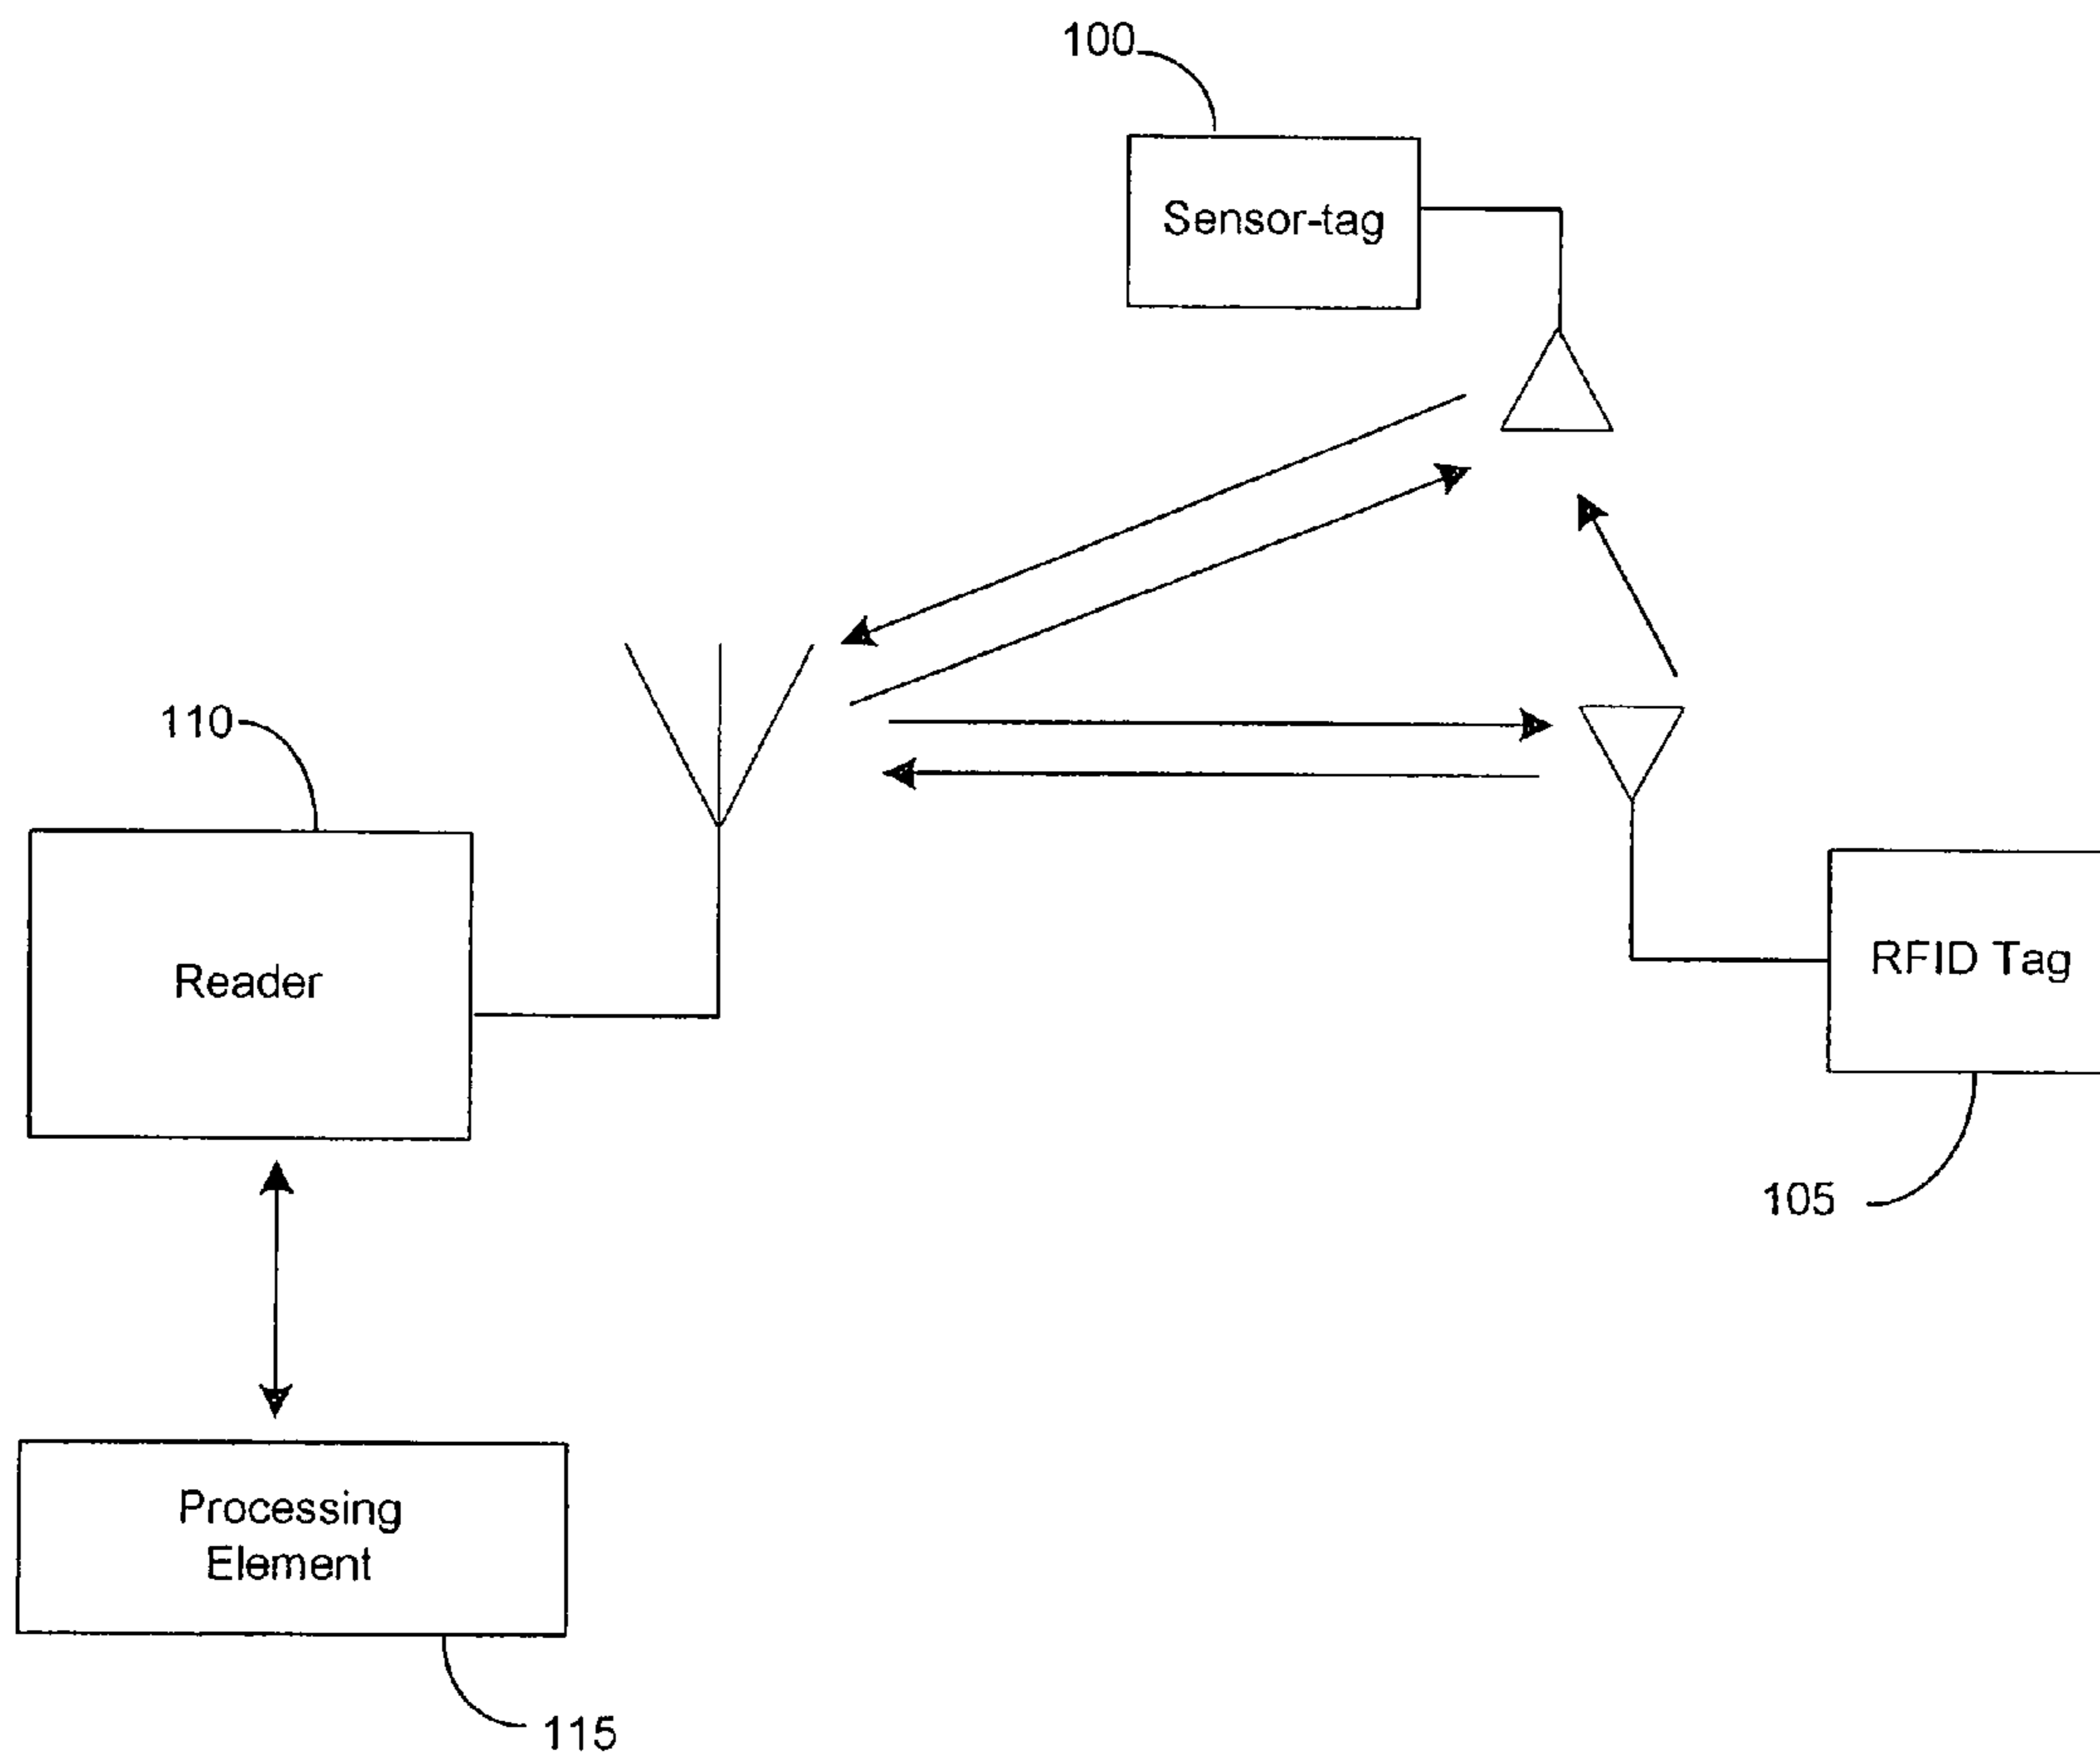 100
Sensor-tag
110
Reader
RFID Tag
105
Processing
Element
115